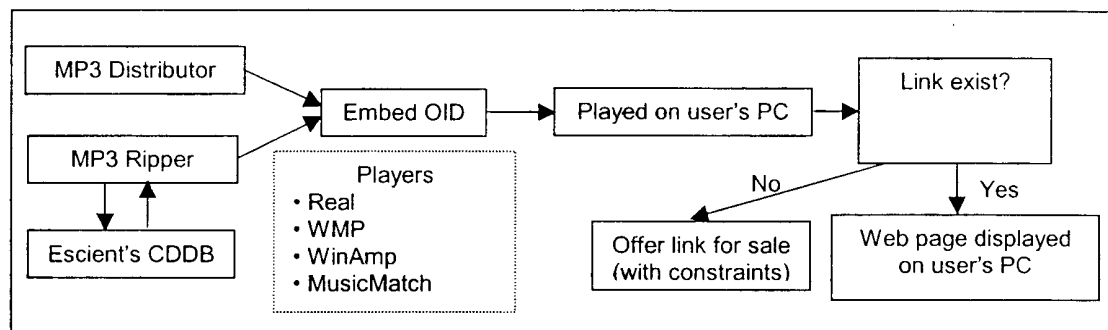 MP3 Distributor
MP3 Ripper
Escient's CDDB
Embed OID
Players
• Real
• WMP
• WinAmp
• MusicMatch
Played on user's PC
Link exist?
No
Yes
Offer link for sale
(with constraints)
Web page displayed
on user's PC